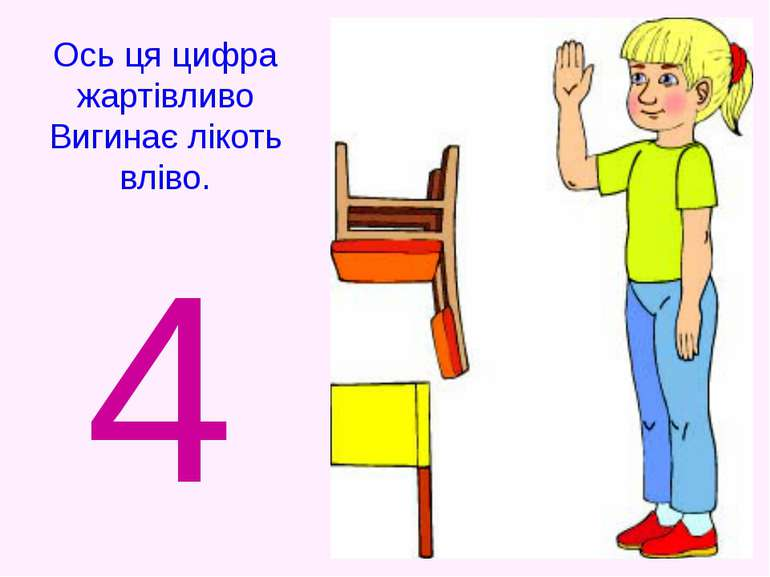 Ось ця цифра
жартівливо
Вигинає лікоть
вліво.
4